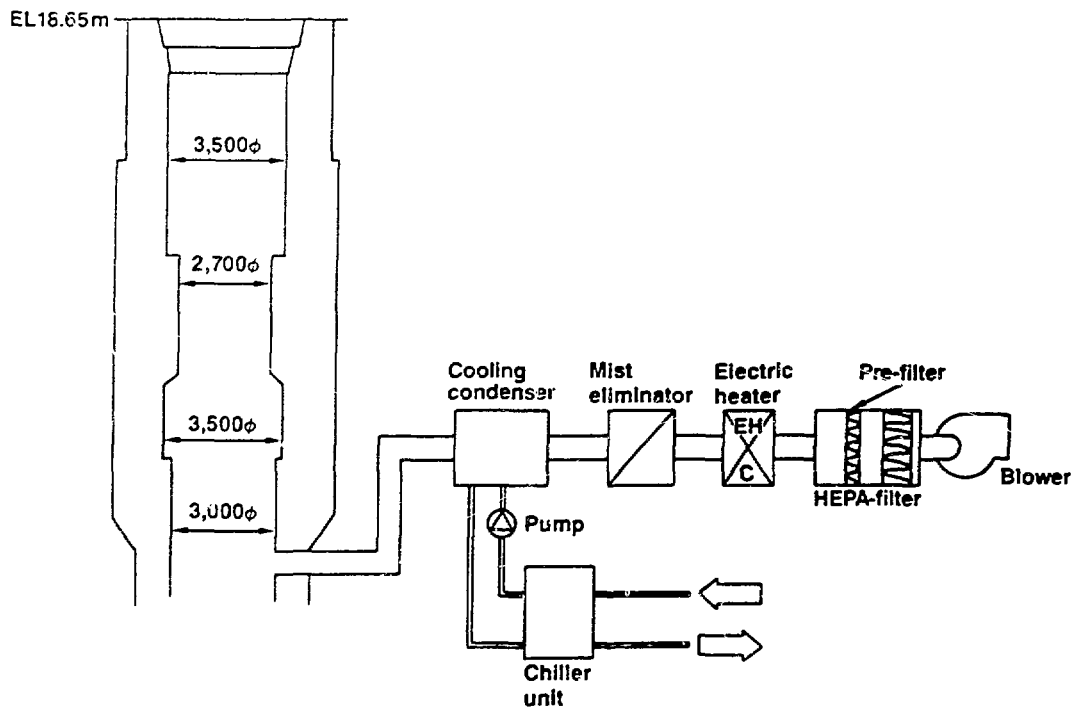 EL18.65m
3,500φ
2,700φ
3,500φ
3,000φ
Cooling
condenser
Mist
eliminator
Electric
heater
Pre-filter
EH
C
HEPA-filter
Blower
Pump
Chiller
unit